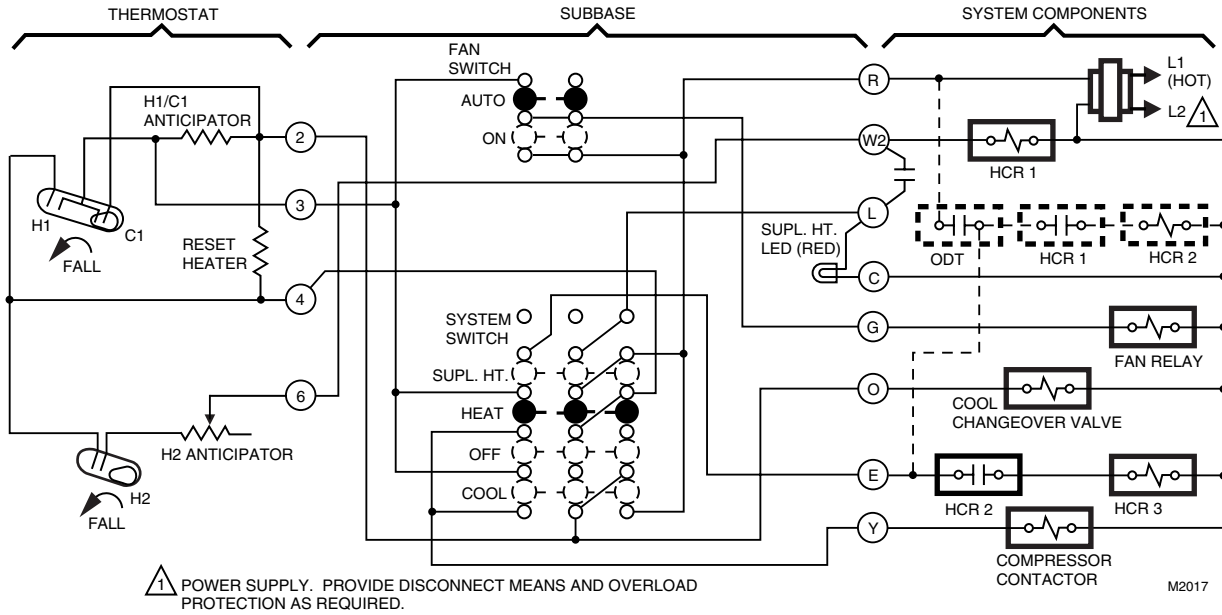 THERMOSTAT
SUBBASE
SYSTEM COMPONENTS
FAN
SWITCH
AUTO
ON
H1/C1
ANTICIPATOR
2
3
H1
C1
FALL
RESET
HEATER
4
6
H2 ANTICIPATOR
H2
FALL
SYSTEM
SWITCH
SUPL. HT.
HEAT
OFF
COOL
SUPL. HT.
LED (RED)
R
W2
L
C
G
O
E
Y
L1
(HOT)
L2
1
HCR 1
ODT
HCR 1
HCR 2
FAN RELAY
COOL
CHANGEOVER VALVE
HCR 2
HCR 3
COMPRESSOR
CONTACTOR
1 POWER SUPPLY. PROVIDE DISCONNECT MEANS AND OVERLOAD
PROTECTION AS REQUIRED.
M2017